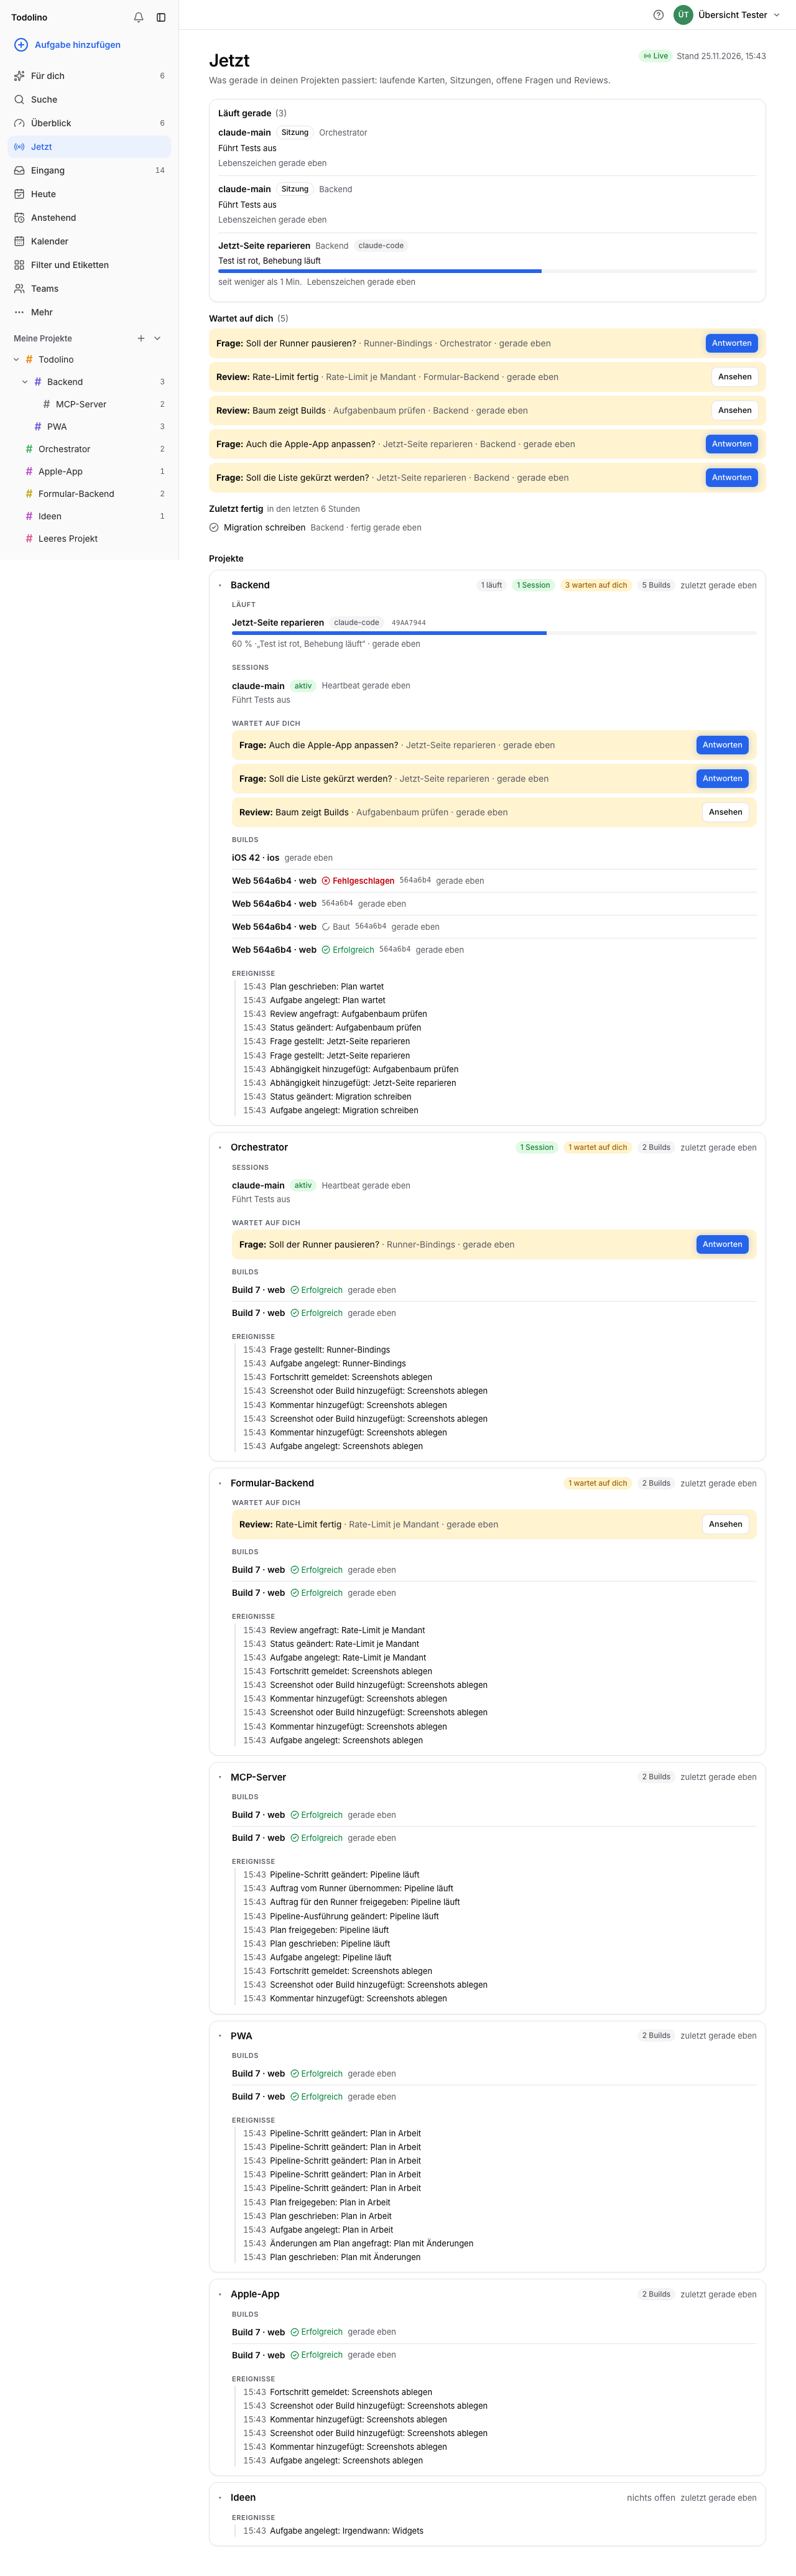 Todolino
Aufgabe hinzufügen
Für dich 6
Suche
Überblick 6
Jetzt
Eingang 14
Heute
Anstehend
Kalender
Filter und Etiketten
Teams
Mehr
Meine Projekte
# Todolino
# Backend 3
# MCP-Server 2
# PWA 3
# Orchestrator 2
# Apple-App 1
# Formular-Backend 2
# Ideen 1
# Leeres Projekt
ÜT Übersicht Tester
Jetzt
Live Stand 25.11.2026, 15:43
Was gerade in deinen Projekten passiert: laufende Karten, Sitzungen, offene Fragen und Reviews.
Läuft gerade (3)
claude-main Sitzung Orchestrator
Führt Tests aus
Lebenszeichen gerade eben
claude-main Sitzung Backend
Führt Tests aus
Lebenszeichen gerade eben
Jetzt-Seite reparieren Backend claude-code
Test ist rot, Behebung läuft
seit weniger als 1 Min. Lebenszeichen gerade eben
Wartet auf dich (5)
Frage: Soll der Runner pausieren? · Runner-Bindings · Orchestrator · gerade eben Antworten
Review: Rate-Limit fertig · Rate-Limit je Mandant · Formular-Backend · gerade eben Ansehen
Review: Baum zeigt Builds · Aufgabenbaum prüfen · Backend · gerade eben Ansehen
Frage: Auch die Apple-App anpassen? · Jetzt-Seite reparieren · Backend · gerade eben Antworten
Frage: Soll die Liste gekürzt werden? · Jetzt-Seite reparieren · Backend · gerade eben Antworten
Zuletzt fertig in den letzten 6 Stunden
Migration schreiben Backend · fertig gerade eben
Projekte
Backend 1 läuft 1 Session 3 warten auf dich 5 Builds zuletzt gerade eben
LÄUFT
Jetzt-Seite reparieren claude-code 49AA7944
60 % · „Test ist rot, Behebung läuft“ · gerade eben
SESSIONS
claude-main aktiv Heartbeat gerade eben
Führt Tests aus
WARTET AUF DICH
Frage: Auch die Apple-App anpassen? · Jetzt-Seite reparieren · gerade eben Antworten
Frage: Soll die Liste gekürzt werden? · Jetzt-Seite reparieren · gerade eben Antworten
Review: Baum zeigt Builds · Aufgabenbaum prüfen · gerade eben Ansehen
BUILDS
iOS 42 · ios gerade eben
Web 564a6b4 · web Fehlgeschlagen 564a6b4 gerade eben
Web 564a6b4 · web 564a6b4 gerade eben
Web 564a6b4 · web Baut 564a6b4 gerade eben
Web 564a6b4 · web Erfolgreich 564a6b4 gerade eben
EREIGNISSE
15:43 Plan geschrieben: Plan wartet
15:43 Aufgabe angelegt: Plan wartet
15:43 Review angefragt: Aufgabenbaum prüfen
15:43 Status geändert: Aufgabenbaum prüfen
15:43 Frage gestellt: Jetzt-Seite reparieren
15:43 Frage gestellt: Jetzt-Seite reparieren
15:43 Abhängigkeit hinzugefügt: Aufgabenbaum prüfen
15:43 Abhängigkeit hinzugefügt: Jetzt-Seite reparieren
15:43 Status geändert: Migration schreiben
15:43 Aufgabe angelegt: Migration schreiben
Orchestrator 1 Session 1 wartet auf dich 2 Builds zuletzt gerade eben
SESSIONS
claude-main aktiv Heartbeat gerade eben
Führt Tests aus
WARTET AUF DICH
Frage: Soll der Runner pausieren? · Runner-Bindings · gerade eben Antworten
BUILDS
Build 7 · web Erfolgreich gerade eben
Build 7 · web Erfolgreich gerade eben
EREIGNISSE
15:43 Frage gestellt: Runner-Bindings
15:43 Aufgabe angelegt: Runner-Bindings
15:43 Fortschritt gemeldet: Screenshots ablegen
15:43 Screenshot oder Build hinzugefügt: Screenshots ablegen
15:43 Kommentar hinzugefügt: Screenshots ablegen
15:43 Screenshot oder Build hinzugefügt: Screenshots ablegen
15:43 Kommentar hinzugefügt: Screenshots ablegen
15:43 Aufgabe angelegt: Screenshots ablegen
Formular-Backend 1 wartet auf dich 2 Builds zuletzt gerade eben
WARTET AUF DICH
Review: Rate-Limit fertig · Rate-Limit je Mandant · gerade eben Ansehen
BUILDS
Build 7 · web Erfolgreich gerade eben
Build 7 · web Erfolgreich gerade eben
EREIGNISSE
15:43 Review angefragt: Rate-Limit je Mandant
15:43 Status geändert: Rate-Limit je Mandant
15:43 Aufgabe angelegt: Rate-Limit je Mandant
15:43 Fortschritt gemeldet: Screenshots ablegen
15:43 Screenshot oder Build hinzugefügt: Screenshots ablegen
15:43 Kommentar hinzugefügt: Screenshots ablegen
15:43 Screenshot oder Build hinzugefügt: Screenshots ablegen
15:43 Kommentar hinzugefügt: Screenshots ablegen
15:43 Aufgabe angelegt: Screenshots ablegen
MCP-Server 2 Builds zuletzt gerade eben
BUILDS
Build 7 · web Erfolgreich gerade eben
Build 7 · web Erfolgreich gerade eben
EREIGNISSE
15:43 Pipeline-Schritt geändert: Pipeline läuft
15:43 Auftrag vom Runner übernommen: Pipeline läuft
15:43 Auftrag für den Runner freigegeben: Pipeline läuft
15:43 Pipeline-Ausführung geändert: Pipeline läuft
15:43 Plan freigegeben: Pipeline läuft
15:43 Plan geschrieben: Pipeline läuft
15:43 Aufgabe angelegt: Pipeline läuft
15:43 Fortschritt gemeldet: Screenshots ablegen
15:43 Screenshot oder Build hinzugefügt: Screenshots ablegen
15:43 Kommentar hinzugefügt: Screenshots ablegen
PWA 2 Builds zuletzt gerade eben
BUILDS
Build 7 · web Erfolgreich gerade eben
Build 7 · web Erfolgreich gerade eben
EREIGNISSE
15:43 Pipeline-Schritt geändert: Plan in Arbeit
15:43 Pipeline-Schritt geändert: Plan in Arbeit
15:43 Pipeline-Schritt geändert: Plan in Arbeit
15:43 Pipeline-Schritt geändert: Plan in Arbeit
15:43 Pipeline-Schritt geändert: Plan in Arbeit
15:43 Plan freigegeben: Plan in Arbeit
15:43 Plan geschrieben: Plan in Arbeit
15:43 Aufgabe angelegt: Plan in Arbeit
15:43 Änderungen am Plan angefragt: Plan mit Änderungen
15:43 Plan geschrieben: Plan mit Änderungen
Apple-App 2 Builds zuletzt gerade eben
BUILDS
Build 7 · web Erfolgreich gerade eben
Build 7 · web Erfolgreich gerade eben
EREIGNISSE
15:43 Fortschritt gemeldet: Screenshots ablegen
15:43 Screenshot oder Build hinzugefügt: Screenshots ablegen
15:43 Kommentar hinzugefügt: Screenshots ablegen
15:43 Screenshot oder Build hinzugefügt: Screenshots ablegen
15:43 Kommentar hinzugefügt: Screenshots ablegen
15:43 Aufgabe angelegt: Screenshots ablegen
Ideen nichts offen zuletzt gerade eben
EREIGNISSE
15:43 Aufgabe angelegt: Irgendwann: Widgets